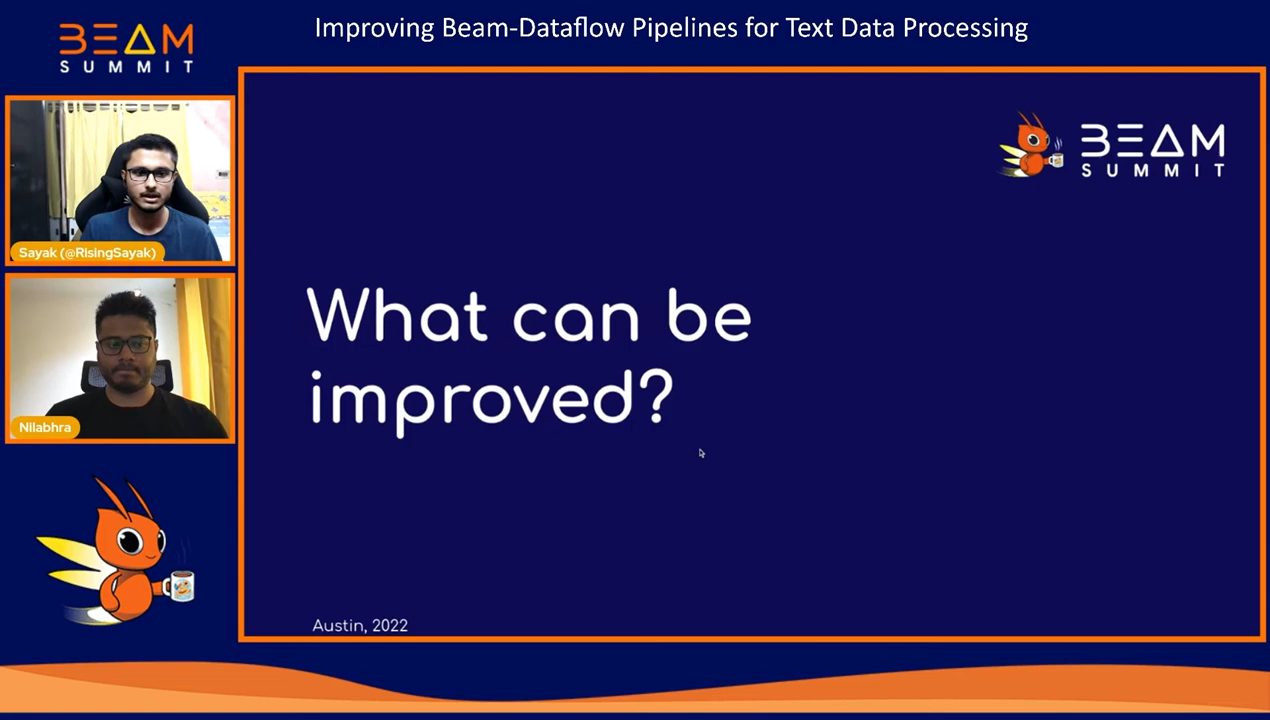 Improving Beam-Dataflow Pipelines for Text Data Processing
BEAM
SUMMIT
Sayak (@RisingSayak)
Nilabhra
BEAM
SUMMIT
What can be
improved?
Austin, 2022